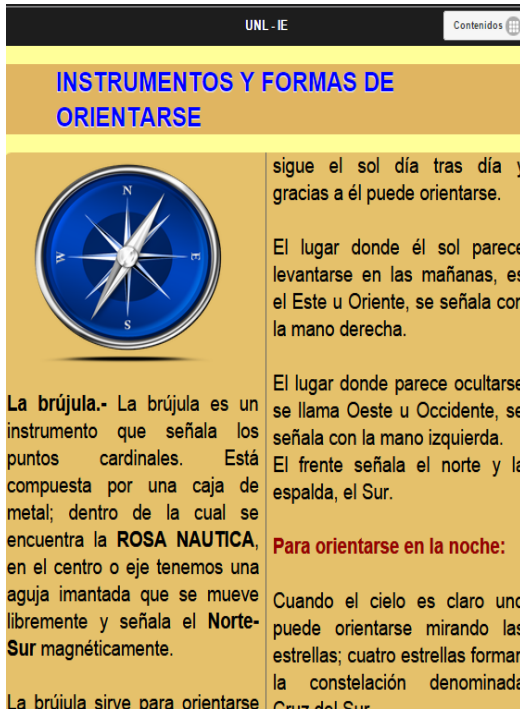 UNL - IE
Contenidos
INSTRUMENTOS Y FORMAS DE
ORIENTARSE
N
W
E
S
La brújula.- La brújula es un
instrumento que señala los
puntos cardinales. Está
compuesta por una caja de
metal; dentro de la cual se
encuentra la ROSA NAUTICA,
en el centro o eje tenemos una
aguja imantada que se mueve
libremente y señala el Norte-
Sur magnéticamente.
La brújula sirve para orientarse
sigue el sol día tras día y
gracias a él puede orientarse.
El lugar donde él sol parece
levantarse en las mañanas, es
el Este u Oriente, se señala con
la mano derecha.
El lugar donde parece ocultarse
se llama Oeste u Occidente, se
señala con la mano izquierda.
El frente señala el norte y la
espalda, el Sur.
Para orientarse en la noche:
Cuando el cielo es claro uno
puede orientarse mirando las
estrellas; cuatro estrellas forman
la constelación denominada
Cruz del Sur